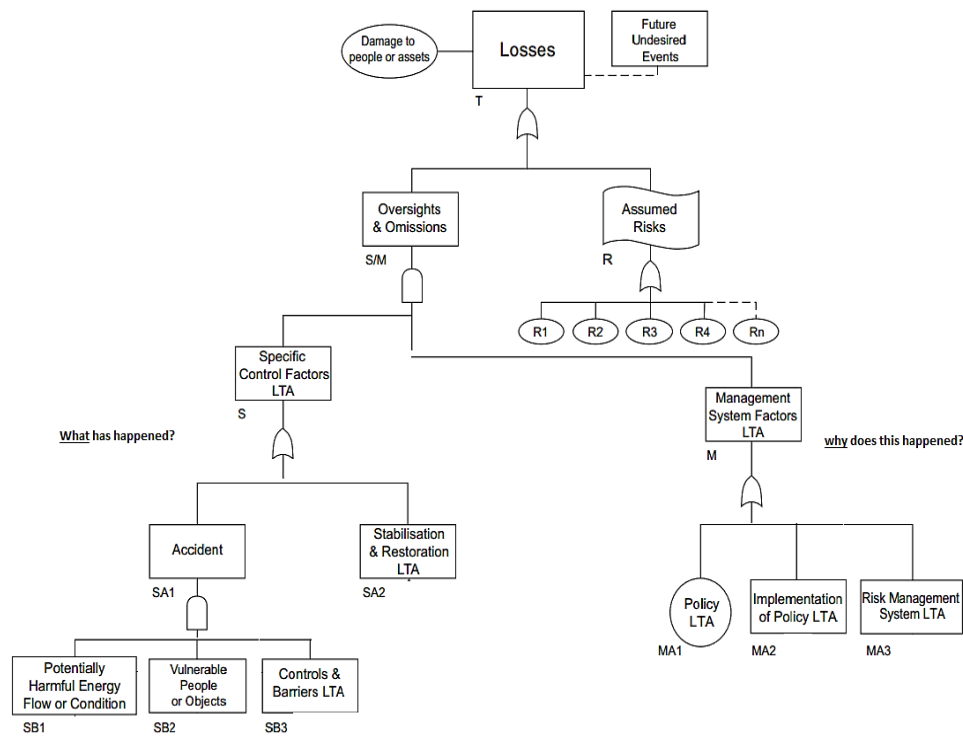 Damage to
people or assets
Losses
Future
Undesired
Events
T
Oversights
& Omissions
S/M
Assumed
Risks
R
R1
R2
R3
R4
Rn
Specific
Control Factors
LTA
S
Management
System Factors
LTA
M
What has happened?
why does this happened?
Accident
SA1
Stabilisation
& Restoration
LTA
SA2
Policy
LTA
MA1
Implementation
of Policy LTA
MA2
Risk Management
System LTA
MA3
Potentially
Harmful Energy
Flow or Condition
SB1
Vulnerable
People
or Objects
SB2
Controls &
Barriers LTA
SB3